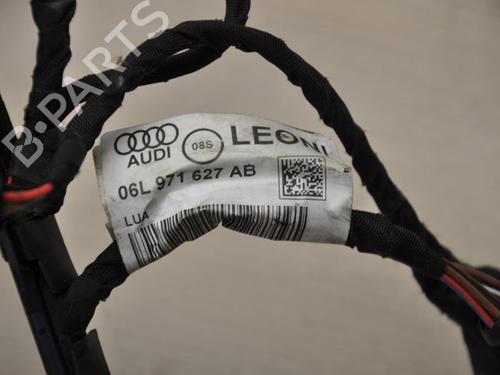 B-PARTS
AUDI
08S
LEONI
06L 971 627 AB
LUA